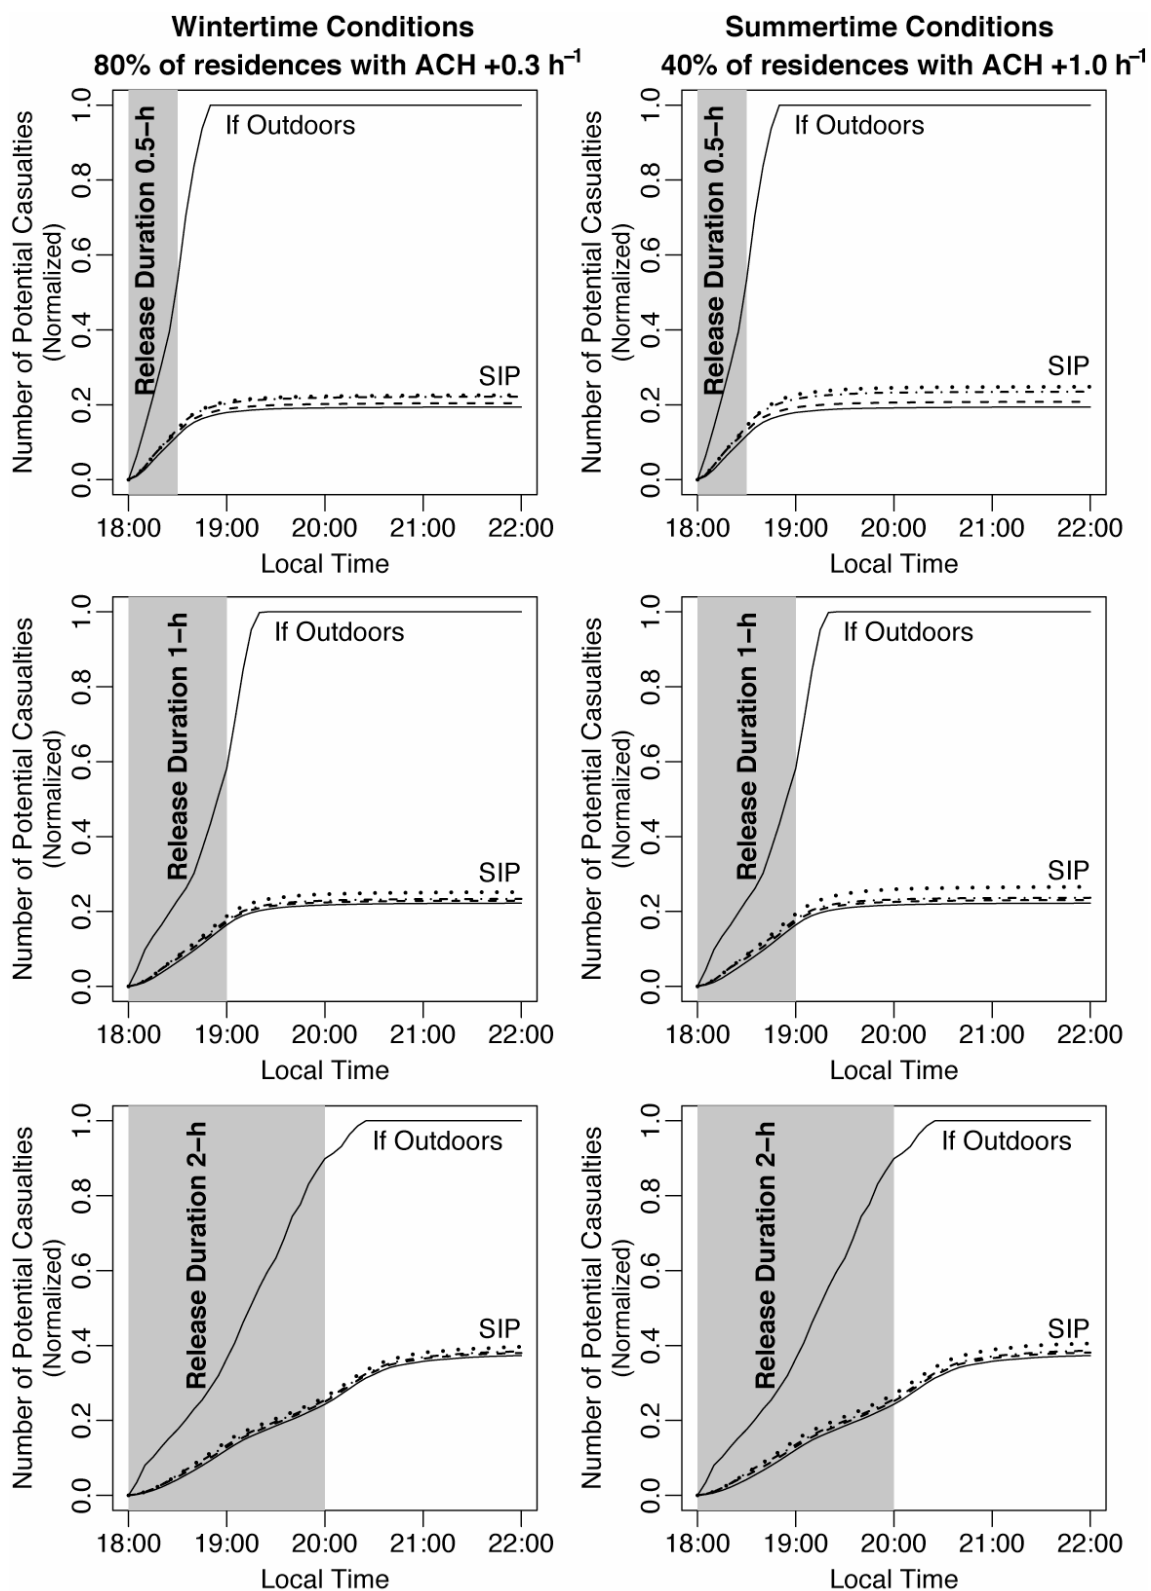 Wintertime Conditions
80% of residences with ACH +0.3 h⁻¹
Number of Potential Casualties
(Normalized)
0.0 0.2 0.4 0.6 0.8 1.0
Release Duration 0.5−h
If Outdoors
SIP
18:00 19:00 20:00 21:00 22:00
Local Time
Summertime Conditions
40% of residences with ACH +1.0 h⁻¹
Number of Potential Casualties
(Normalized)
0.0 0.2 0.4 0.6 0.8 1.0
Release Duration 0.5−h
If Outdoors
SIP
18:00 19:00 20:00 21:00 22:00
Local Time
Number of Potential Casualties
(Normalized)
0.0 0.2 0.4 0.6 0.8 1.0
Release Duration 1−h
If Outdoors
SIP
18:00 19:00 20:00 21:00 22:00
Local Time
Number of Potential Casualties
(Normalized)
0.0 0.2 0.4 0.6 0.8 1.0
Release Duration 1−h
If Outdoors
SIP
18:00 19:00 20:00 21:00 22:00
Local Time
Number of Potential Casualties
(Normalized)
0.0 0.2 0.4 0.6 0.8 1.0
Release Duration 2−h
If Outdoors
SIP
18:00 19:00 20:00 21:00 22:00
Local Time
Number of Potential Casualties
(Normalized)
0.0 0.2 0.4 0.6 0.8 1.0
Release Duration 2−h
If Outdoors
SIP
18:00 19:00 20:00 21:00 22:00
Local Time